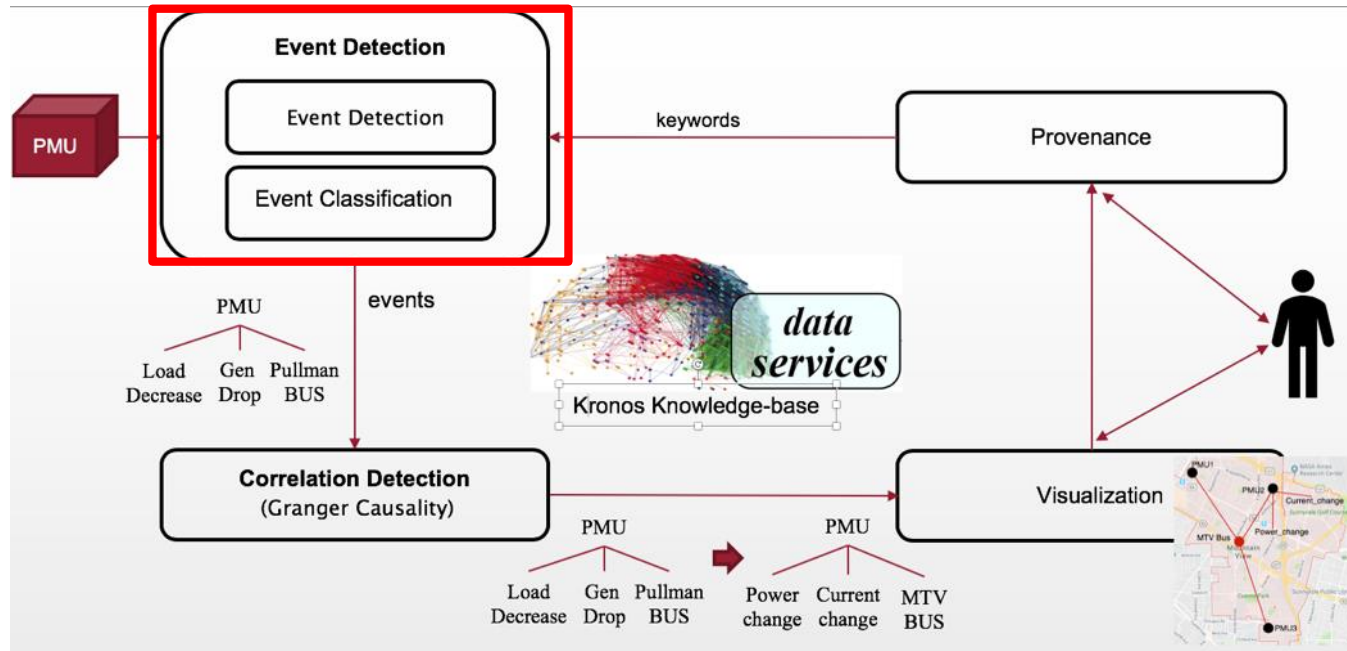 Event Detection
Event Detection
Event Classification
PMU
keywords
Provenance
events
PMU
Load Decrease
Gen Drop
Pullman BUS
data
services
Kronos Knowledge-base
Correlation Detection
(Granger Causality)
Visualization
PMU
Load Decrease
Gen Drop
Pullman BUS
PMU
Power change
Current change
MTV BUS
PMU1
PMU2
Current_change
Power_change
MTV Bus
Mountain
View
PMU3